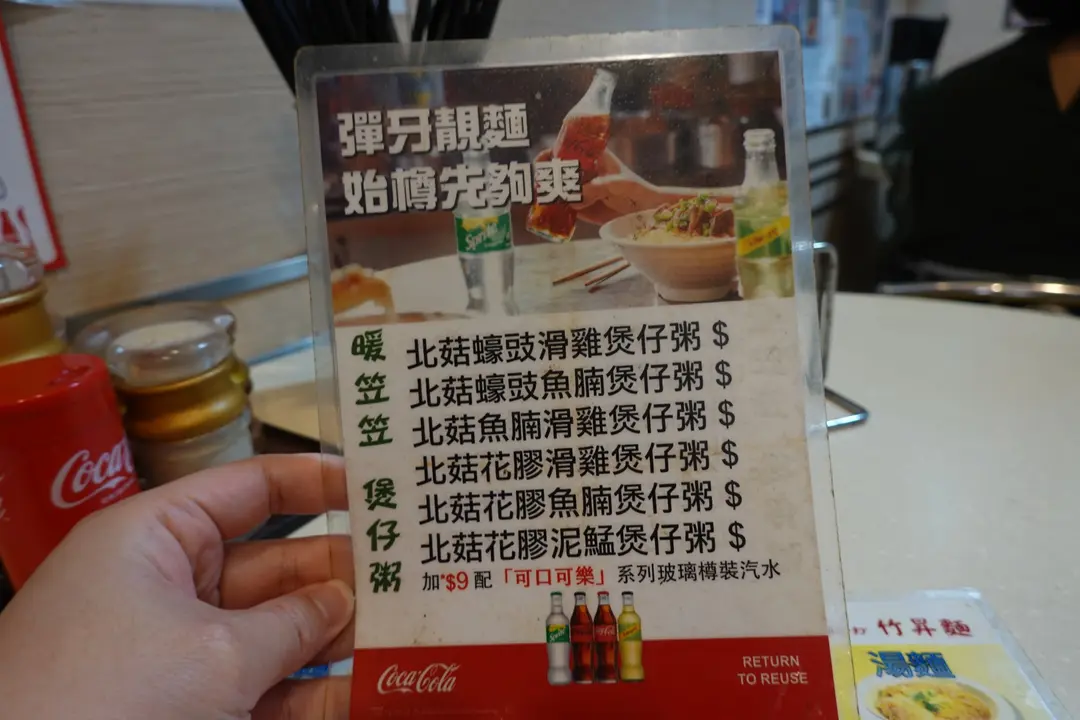 彈牙靚麵
始樽先夠爽
Sprite
暖笠笠 煲仔粥
北菇蠔豉滑雞煲仔粥 $
北菇蠔豉魚腩煲仔粥 $
北菇魚腩滑雞煲仔粥 $
北菇花膠滑雞煲仔粥 $
北菇花膠魚腩煲仔粥 $
北菇花膠泥鯭煲仔粥 $
加*$9配「可口可樂」系列玻璃樽裝汽水
Coca-Cola
RETURN
TO REUSE
Coca
竹昇麵
湯麵